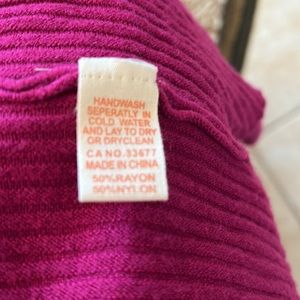 HANDWASH
SEPERATLY IN
COLD WATER
AND LAY TO DRY
OR DRYCLEAN
CA NO. 33677
MADE IN CHINA
50%RAYON
50%NYLON